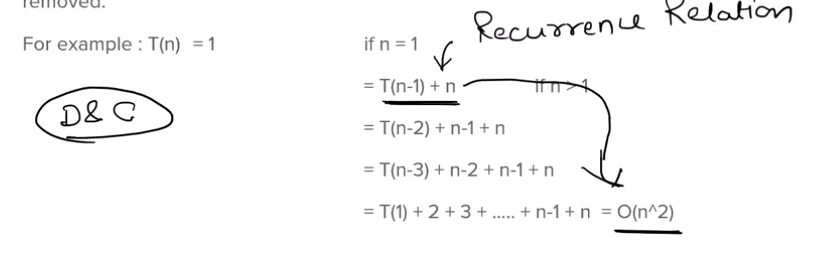 removed.
Recurrence Relation
For example : T(n) = 1 if n = 1
= T(n-1) + n if n > 1
D& C
= T(n-2) + n-1 + n
= T(n-3) + n-2 + n-1 + n
= T(1) + 2 + 3 + ..... + n-1 + n = O(n^2)